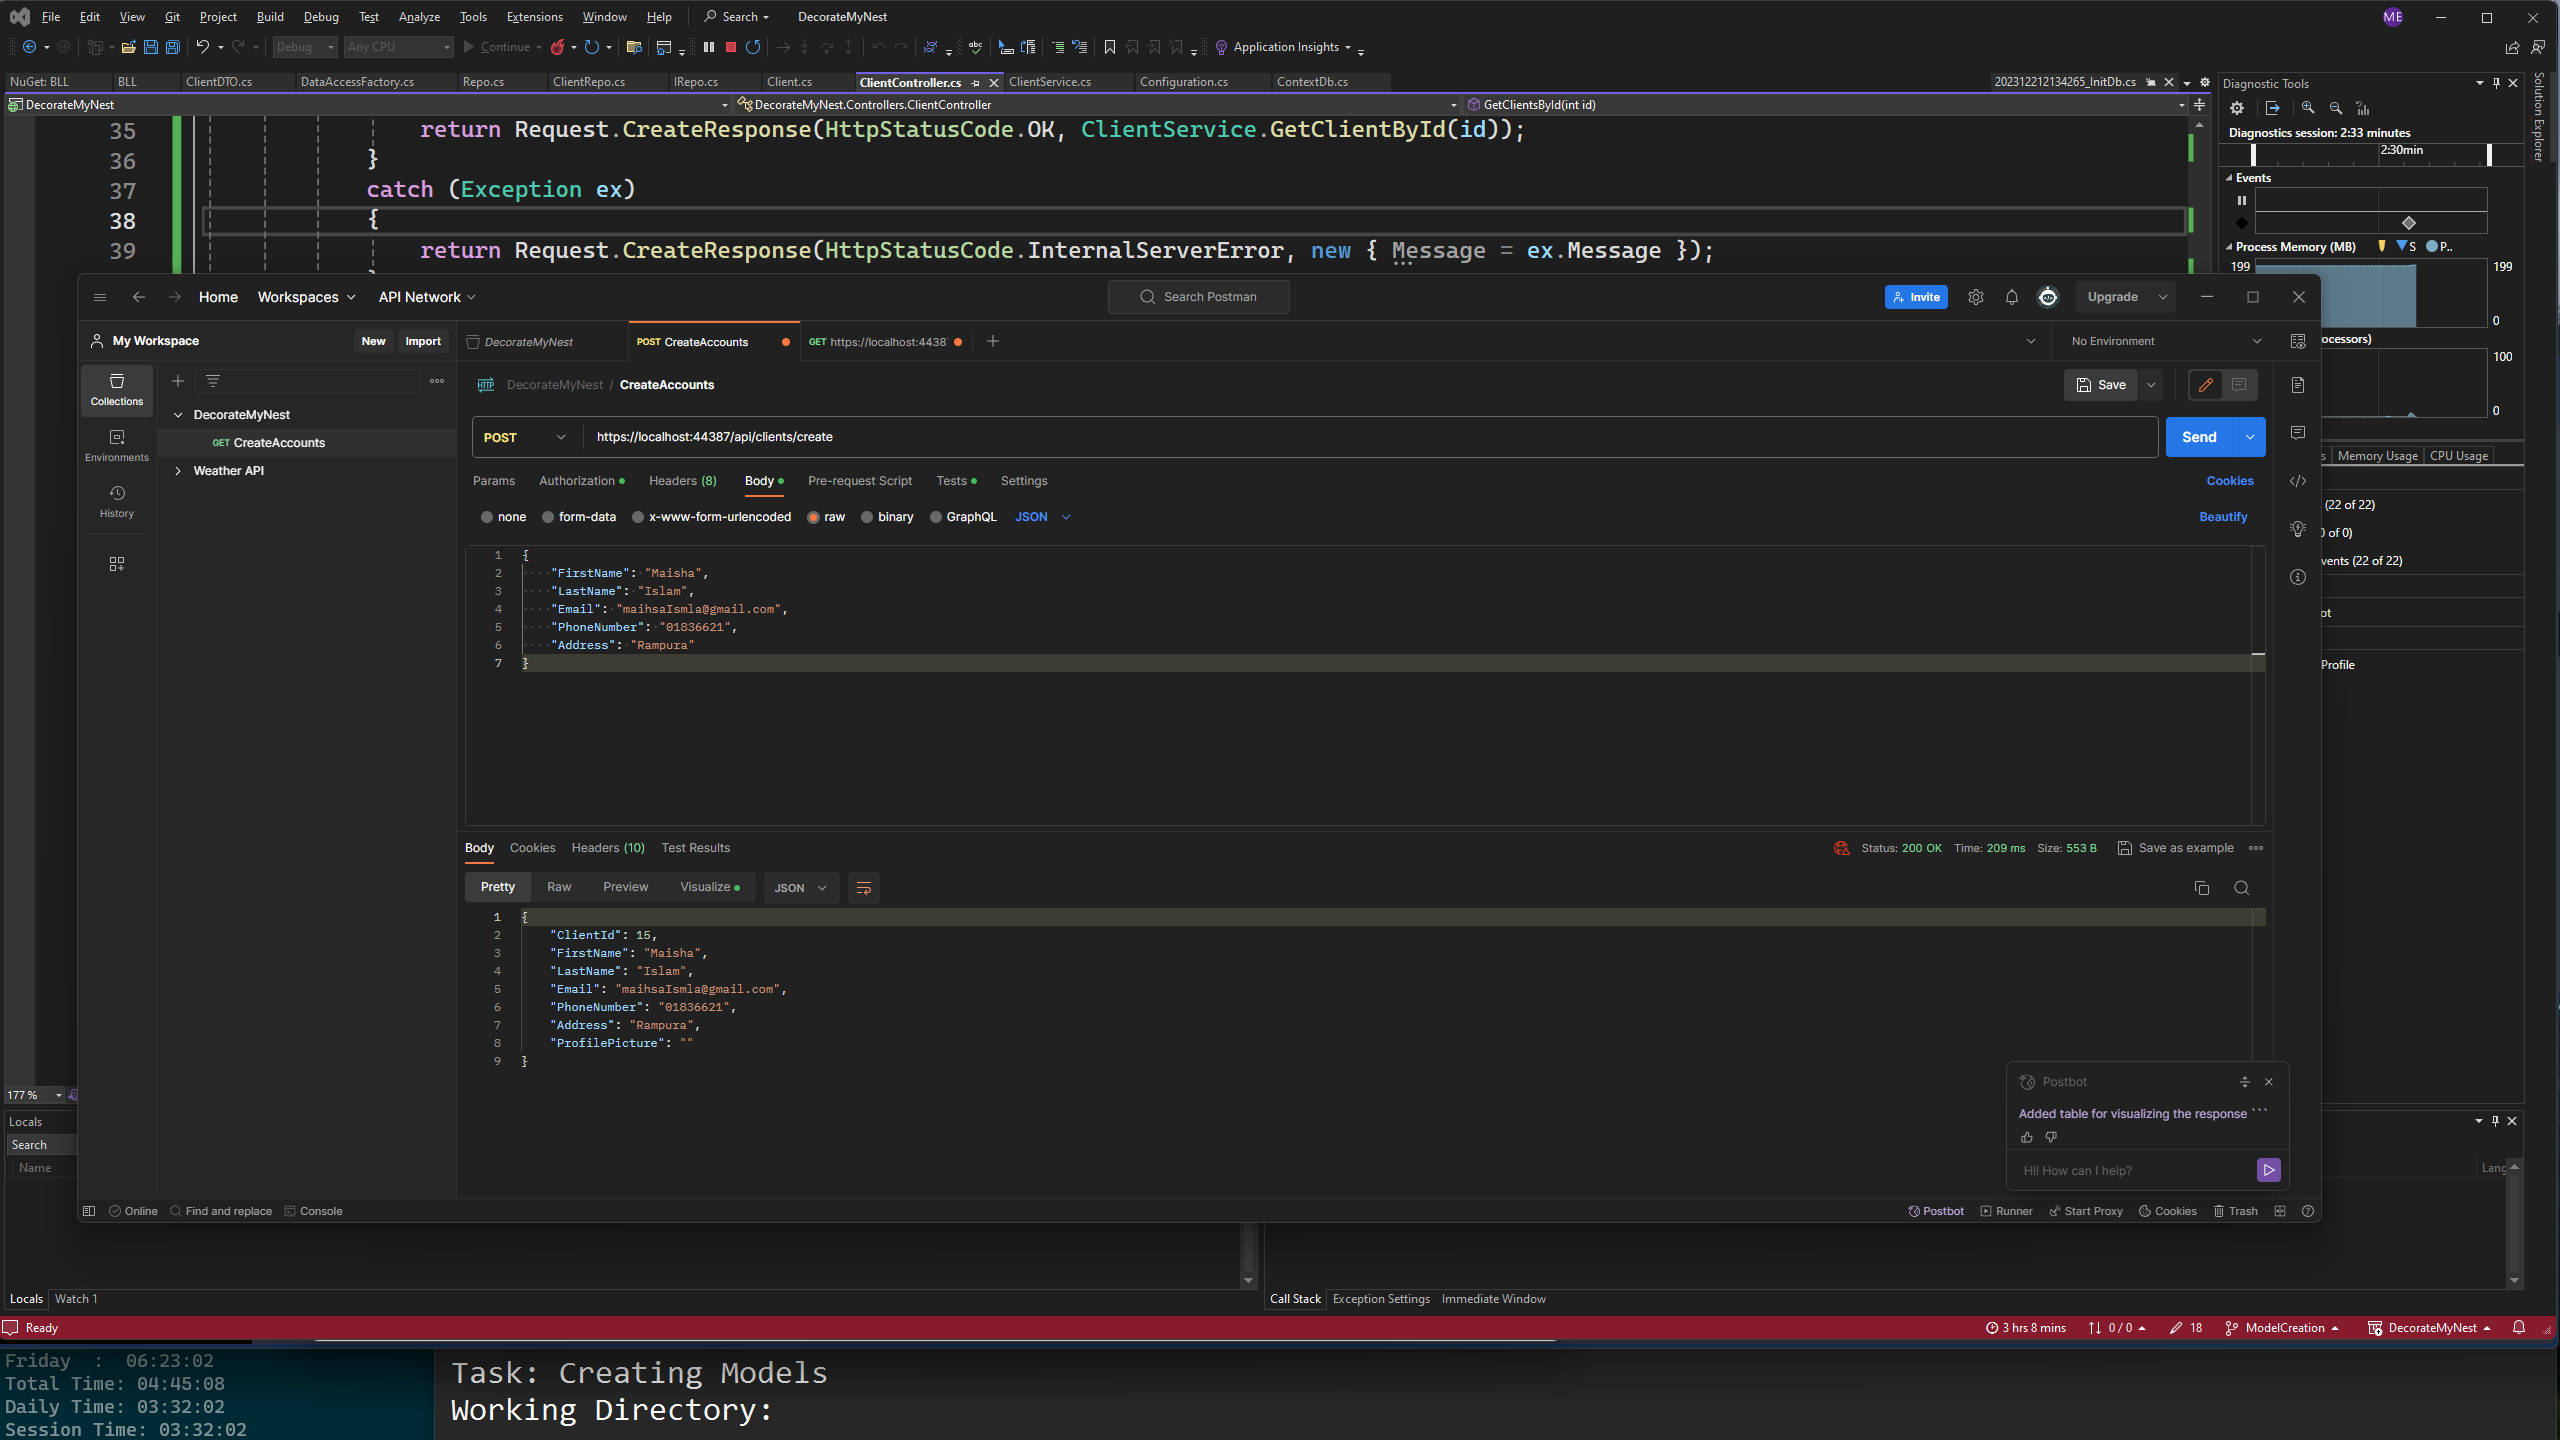 File Edit View Git Project Build Debug Test Analyze Tools Extensions Window Help Search DecorateMyNest ME
Debug Any CPU Continue Application Insights
NuGet: BLL BLL ClientDTO.cs DataAccessFactory.cs Repo.cs ClientRepo.cs IRepo.cs Client.cs ClientController.cs ClientService.cs Configuration.cs ContextDb.cs 202312212134265_InitDb.cs
DecorateMyNest DecorateMyNest.Controllers.ClientController GetClientsById(int id)
35 return Request.CreateResponse(HttpStatusCode.OK, ClientService.GetClientById(id));
36 }
37 catch (Exception ex)
38 {
39 return Request.CreateResponse(HttpStatusCode.InternalServerError, new { Message = ex.Message });
Diagnostic Tools
Solution Explorer
Diagnostics session: 2:33 minutes
2:30min
Events
Process Memory (MB) S P..
199 199
0
ocessors)
100
0
Memory Usage CPU Usage
(22 of 22)
0 of 0)
vents (22 of 22)
ot
Profile
Home Workspaces API Network Search Postman Invite Upgrade
My Workspace New Import DecorateMyNest POST CreateAccounts GET https://localhost:4438 No Environment
Collections
Environments
History
DecorateMyNest
GET CreateAccounts
Weather API
HTTP DecorateMyNest / CreateAccounts Save
POST https://localhost:44387/api/clients/create Send
Params Authorization Headers (8) Body Pre-request Script Tests Settings Cookies
none form-data x-www-form-urlencoded raw binary GraphQL JSON Beautify
1 {
2 "FirstName": "Maisha",
3 "LastName": "Islam",
4 "Email": "maihsaIsmla@gmail.com",
5 "PhoneNumber": "01836621",
6 "Address": "Rampura"
7 }
Body Cookies Headers (10) Test Results Status: 200 OK Time: 209 ms Size: 553 B Save as example
Pretty Raw Preview Visualize JSON
1 {
2 "ClientId": 15,
3 "FirstName": "Maisha",
4 "LastName": "Islam",
5 "Email": "maihsaIsmla@gmail.com",
6 "PhoneNumber": "01836621",
7 "Address": "Rampura",
8 "ProfilePicture": ""
9 }
Postbot
Added table for visualizing the response ```
Hi! How can I help?
Online Find and replace Console Postbot Runner Start Proxy Cookies Trash
177 %
Locals
Search
Name
Lang
Locals Watch 1
Call Stack Exception Settings Immediate Window
Ready 3 hrs 8 mins 0 / 0 18 ModelCreation DecorateMyNest
Friday : 06:23:02
Total Time: 04:45:08
Daily Time: 03:32:02
Session Time: 03:32:02
Task: Creating Models
Working Directory: